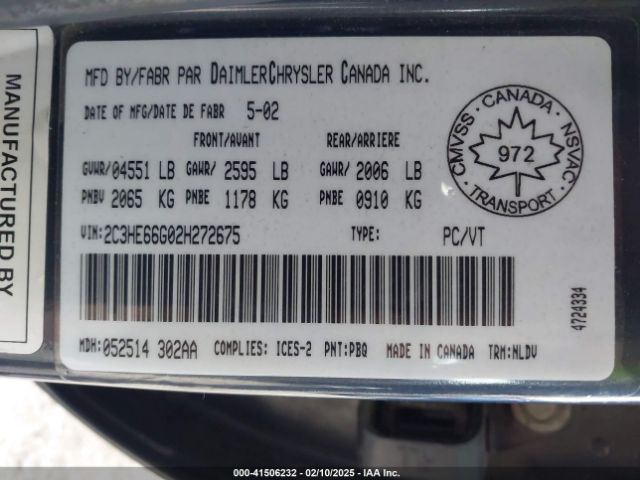 MANUFACTURED BY
MFD BY/FABR PAR DAIMLERCHRYSLER CANADA INC.
DATE OF MFG/DATE DE FABR 5-02
FRONT/AVANT REAR/ARRIERE
GVWR/04551 LB GAWR/ 2595 LB GAWR/ 2006 LB
PNBV 2065 KG PNBE 1178 KG PNBE 0910 KG
VIN:2C3HE66G02H272675 TYPE: PC/VT
CANADA
CMVSS· ·NSVAC
972
TRANSPORT
4724334
MDH:052514 302AA COMPLIES: ICES-2 PNT:PBQ MADE IN CANADA TRM:NLDV
000-41506232 - 02/10/2025 - IAA Inc.